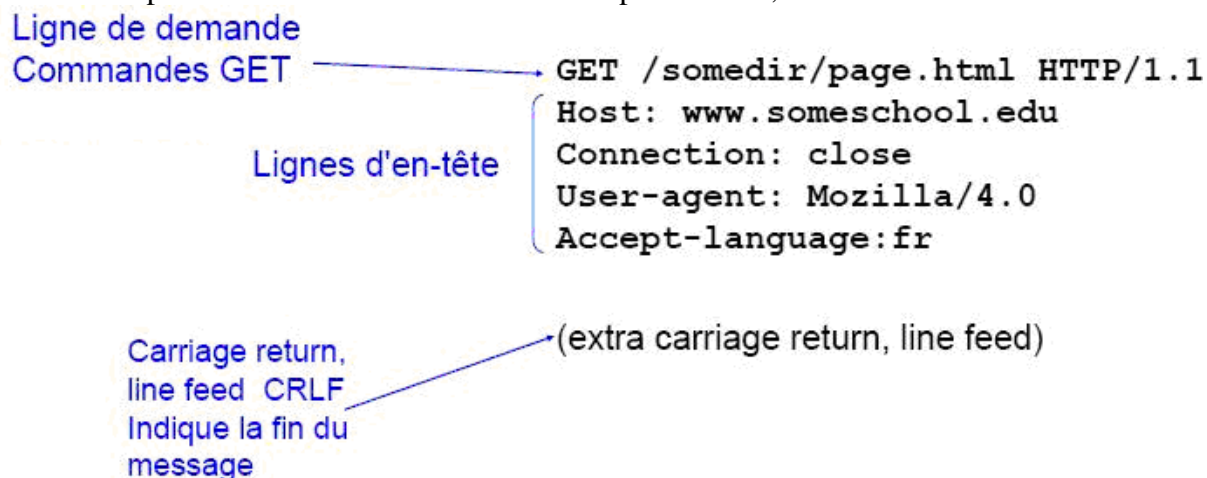 Ligne de demande
Commandes GET
GET /somedir/page.html HTTP/1.1
Host: www.someschool.edu
Connection: close
User-agent: Mozilla/4.0
Accept-language:fr
Lignes d'en-tête
(extra carriage return, line feed)
Carriage return,
line feed CRLF
Indique la fin du
message